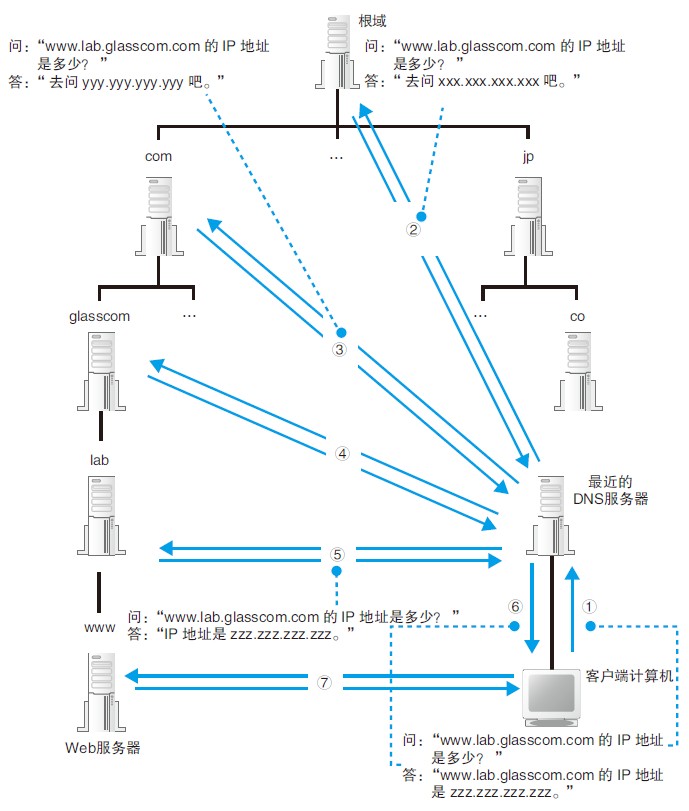 根域
问：“www.lab.glasscom.com 的 IP 地址
是多少？ ”
答：“ 去问 yyy.yyy.yyy.yyy 吧。”
问：“www.lab.glasscom.com 的 IP 地址
是多少？ ”
答：“ 去问 xxx.xxx.xxx.xxx 吧。”
com
...
jp
②
glasscom
...
...
co
③
④
lab
最近的
DNS服务器
⑤
⑥
①
问：“www.lab.glasscom.com 的 IP 地址是多少？ ”
答：“IP 地址是 zzz.zzz.zzz.zzz。”
www
⑦
客户端计算机
Web服务器
问：“www.lab.glasscom.com 的 IP 地址
是多少？ ”
答：“www.lab.glasscom.com 的 IP 地址
是 zzz.zzz.zzz.zzz。”